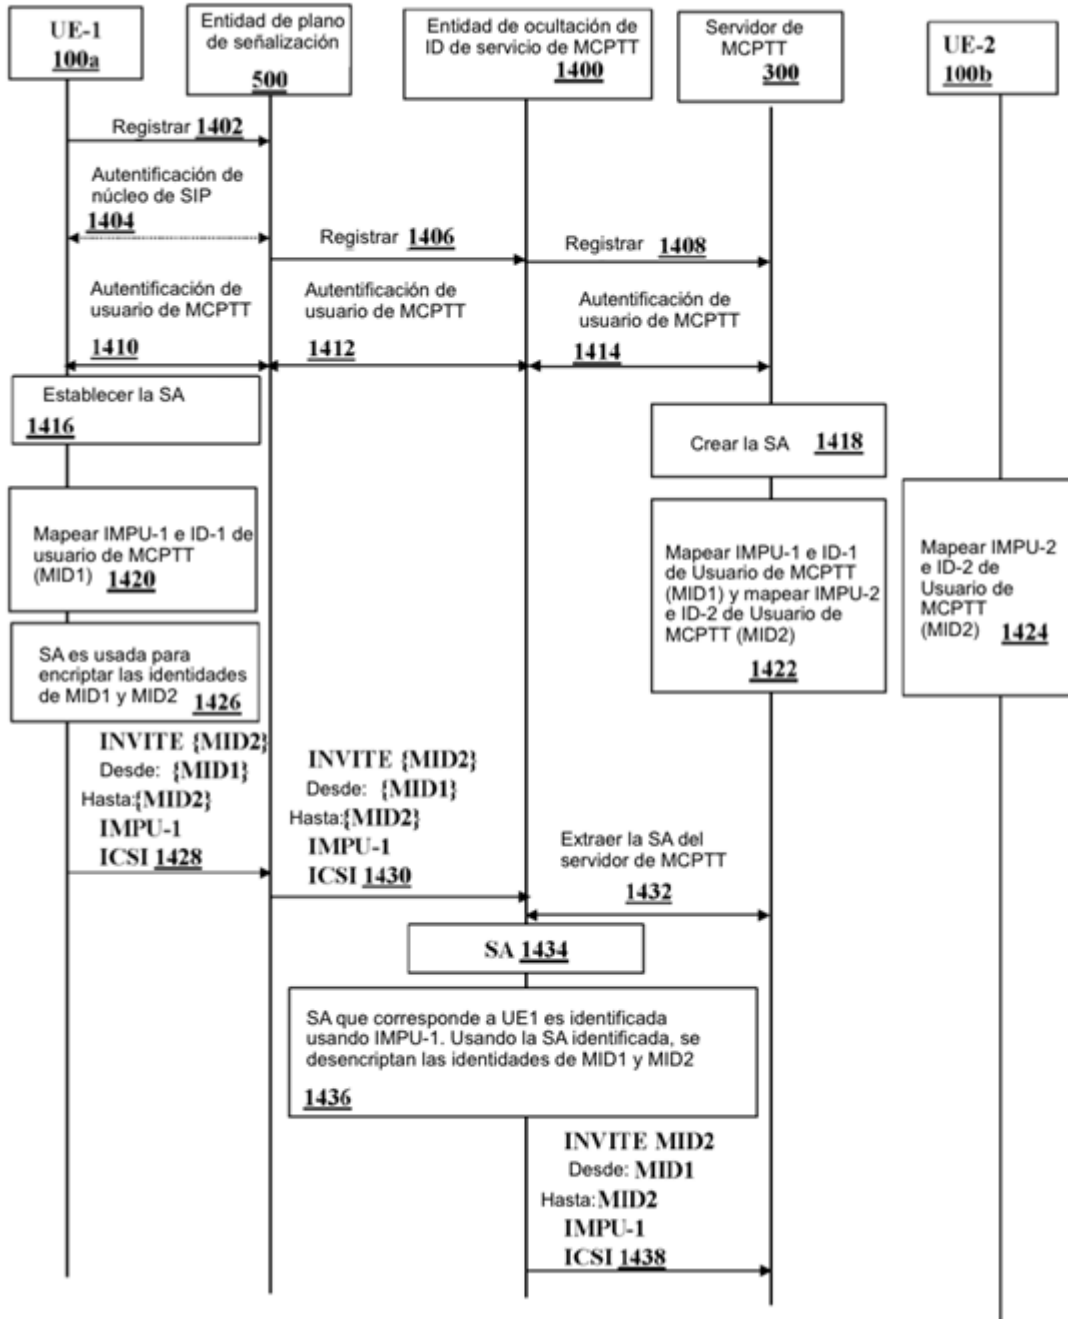 UE-1
100a
Entidad de plano
de señalización
500
Entidad de ocultación de
ID de servicio de MCPTT
1400
Servidor de
MCPTT
300
UE-2
100b
Registrar 1402
Autentificación de
núcleo de SIP
1404
Registrar 1406
Registrar 1408
Autentificación de
usuario de MCPTT
1410
Autentificación de
usuario de MCPTT
1412
Autentificación de
usuario de MCPTT
1414
Establecer la SA
1416
Crear la SA 1418
Mapear IMPU-1 e ID-1 de
usuario de MCPTT
(MID1) 1420
Mapear IMPU-1 e ID-1
de Usuario de MCPTT
(MID1) y mapear IMPU-2
e ID-2 de Usuario de
MCPTT (MID2)
1422
Mapear IMPU-2
e ID-2 de
Usuario de
MCPTT
(MID2) 1424
SA es usada para
encriptar las identidades
de MID1 y MID2 1426
INVITE {MID2}
Desde: {MID1}
Hasta:{MID2}
IMPU-1
ICSI 1428
INVITE {MID2}
Desde: {MID1}
Hasta:{MID2}
IMPU-1
ICSI 1430
Extraer la SA del
servidor de MCPTT
1432
SA 1434
SA que corresponde a UE1 es identificada
usando IMPU-1. Usando la SA identificada, se
desencriptan las identidades de MID1 y MID2
1436
INVITE MID2
Desde: MID1
Hasta: MID2
IMPU-1
ICSI 1438